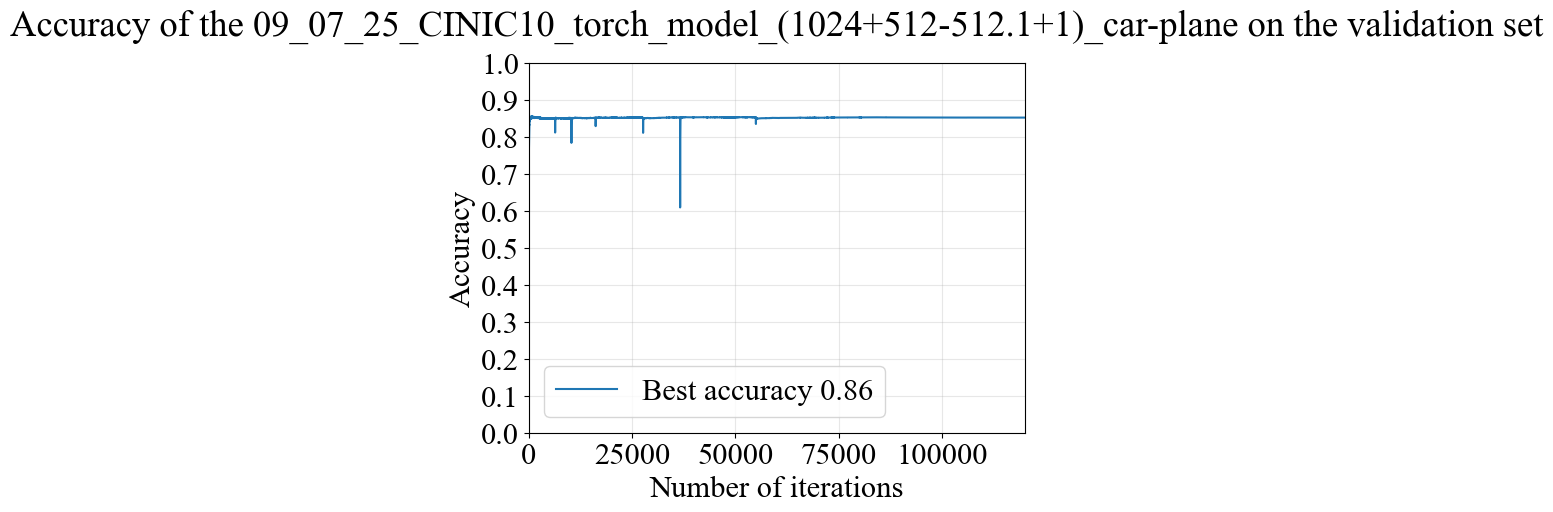 Accuracy of the 09_07_25_CINIC10_torch_model_(1024+512-512.1+1)_car-plane on the validation set
1.0
0.9
0.8
0.7
0.6
0.5
0.4
0.3
0.2
0.1
0.0
Accuracy
Best accuracy 0.86
0 25000 50000 75000 100000
Number of iterations